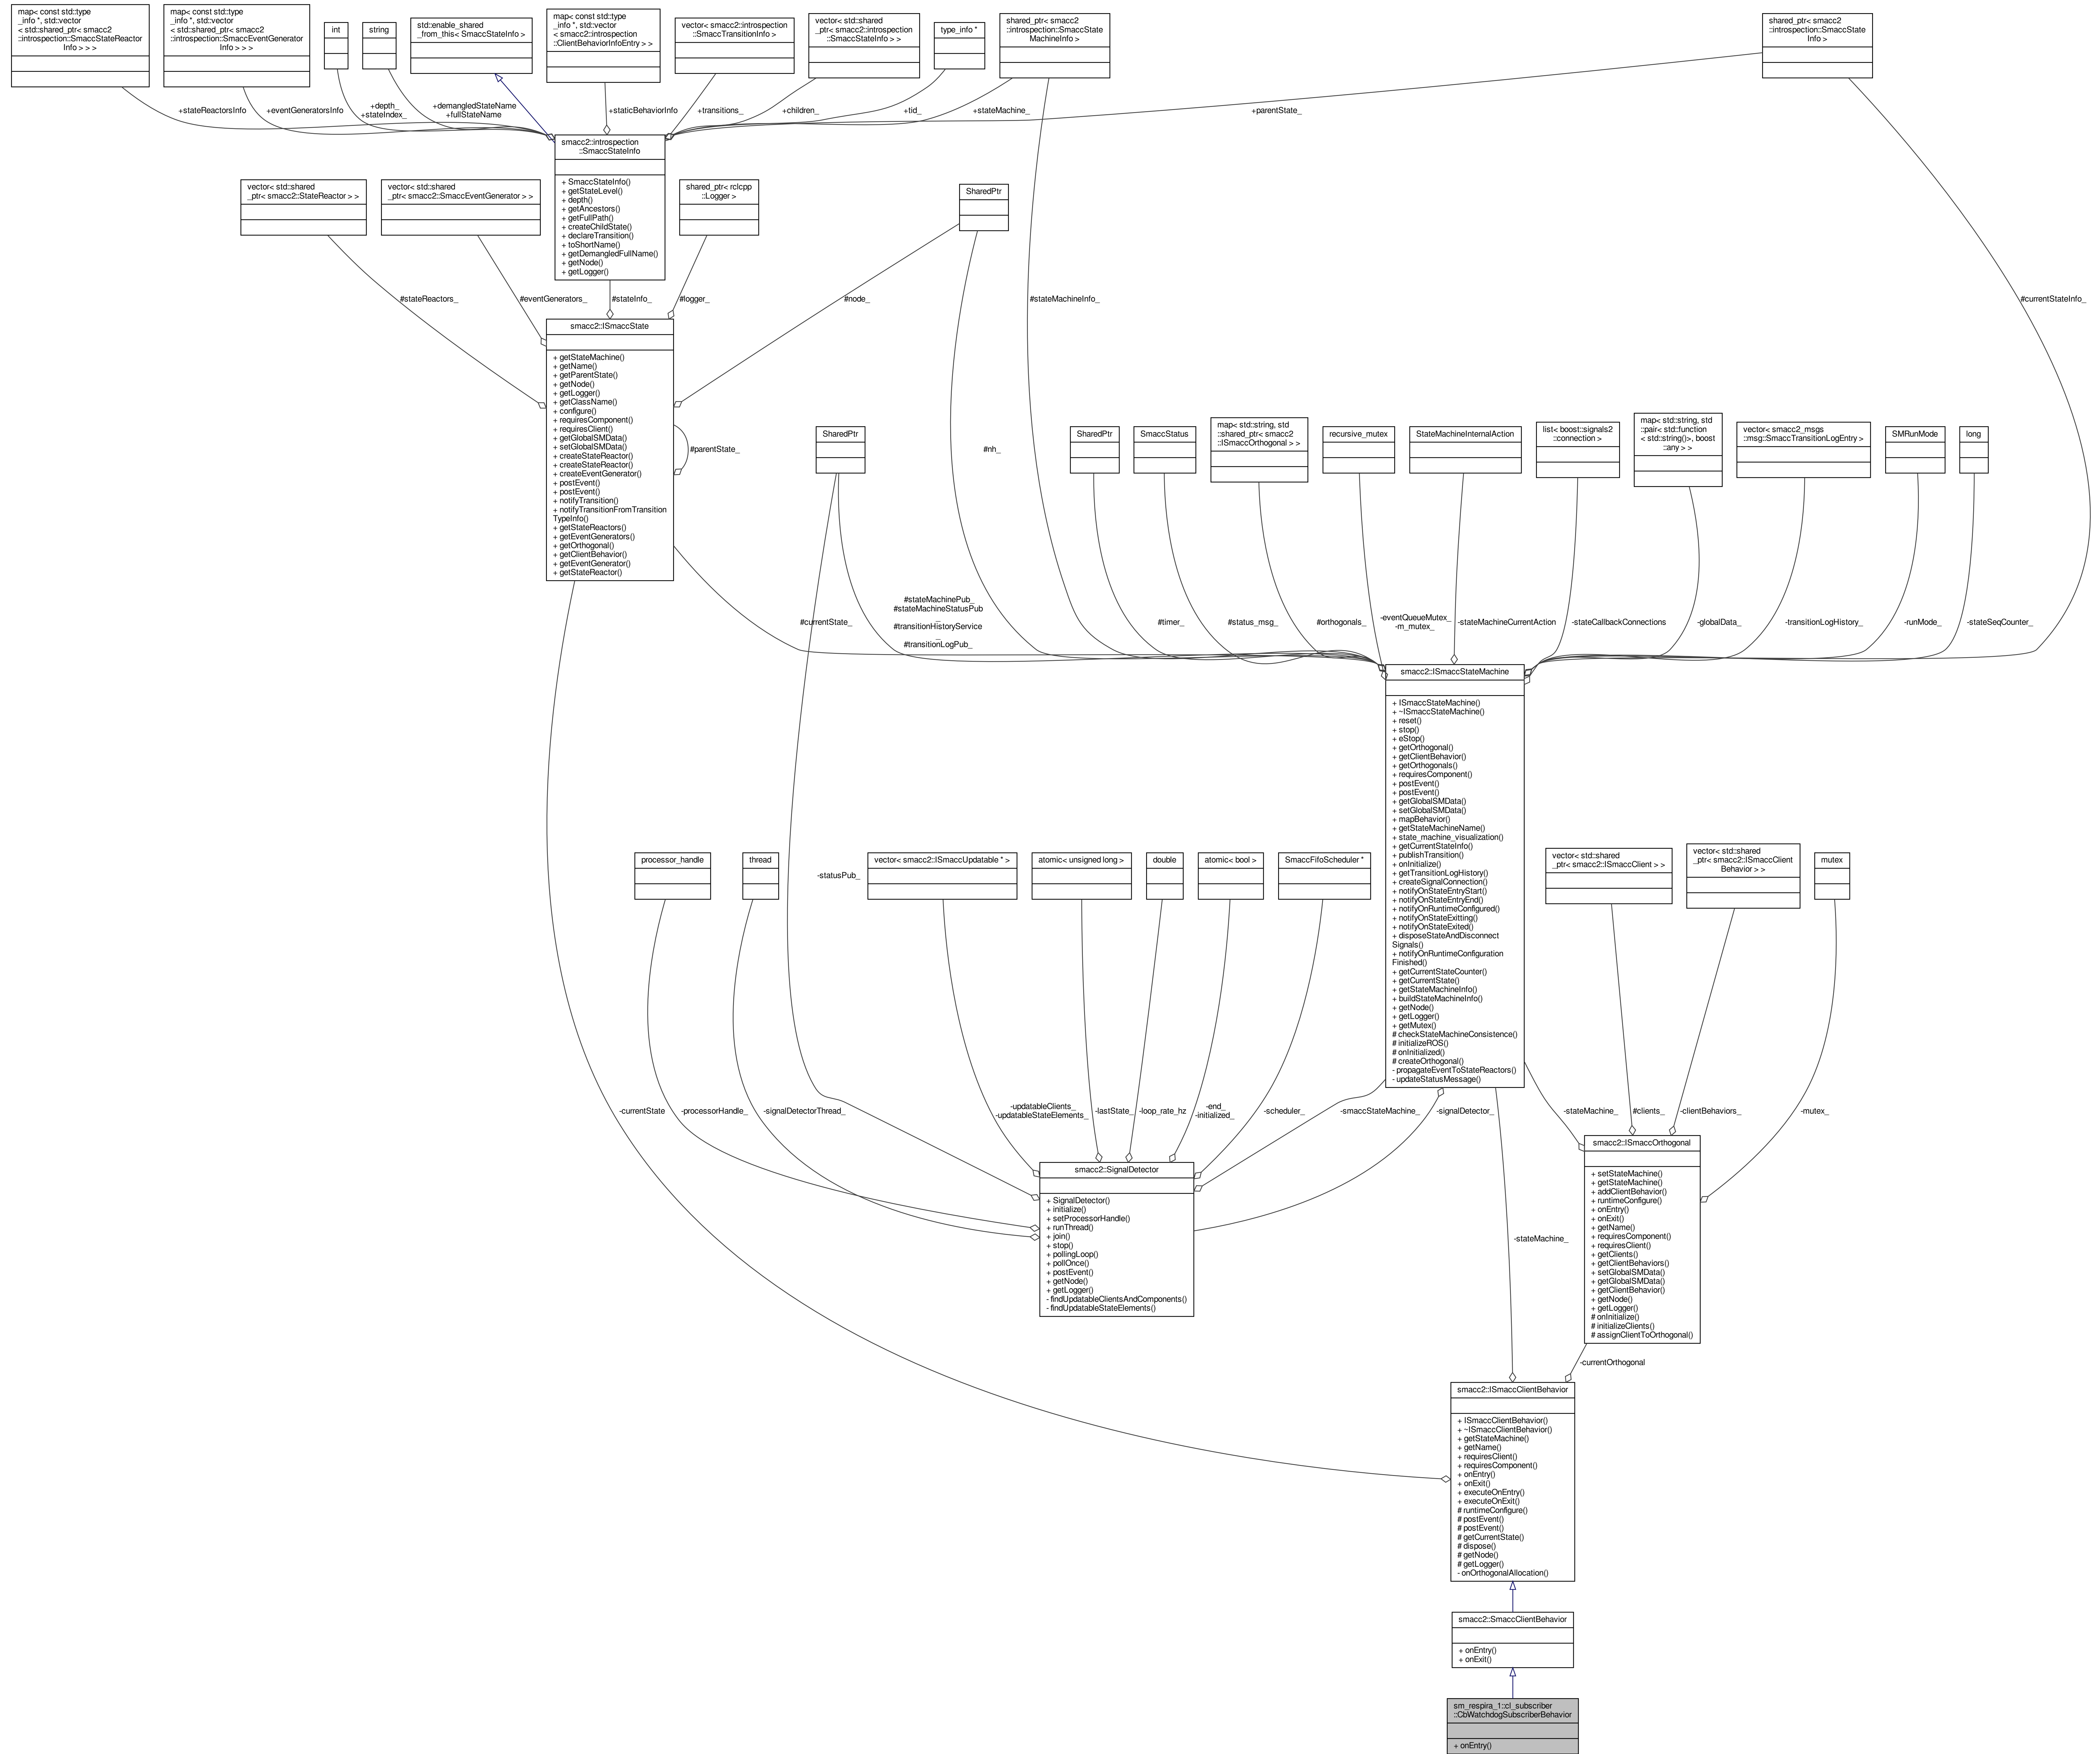 map< const std::type
_info *, std::vector
< std::shared_ptr< smacc2
::introspection::SmaccStateReactor
Info > > >
map< const std::type
_info *, std::vector
< std::shared_ptr< smacc2
::introspection::SmaccEventGenerator
Info > > >
int
string
std::enable_shared
_from_this< SmaccStateInfo >
map< const std::type
_info *, std::vector
< smacc2::introspection
::ClientBehaviorInfoEntry > >
vector< smacc2::introspection
::SmaccTransitionInfo >
vector< std::shared
_ptr< smacc2::introspection
::SmaccStateInfo > >
type_info *
shared_ptr< smacc2
::introspection::SmaccState
MachineInfo >
shared_ptr< smacc2
::introspection::SmaccState
Info >
+stateReactorsInfo
+eventGeneratorsInfo
+depth_
+stateIndex_
+demangledStateName
+fullStateName
+staticBehaviorInfo
+transitions_
+children_
+tid_
+stateMachine_
+parentState_
smacc2::introspection
::SmaccStateInfo
+ SmaccStateInfo()
+ getStateLevel()
+ depth()
+ getAncestors()
+ getFullPath()
+ createChildState()
+ declareTransition()
+ toShortName()
+ getDemangledFullName()
+ getNode()
+ getLogger()
vector< std::shared
_ptr< smacc2::StateReactor > >
vector< std::shared
_ptr< smacc2::SmaccEventGenerator > >
shared_ptr< rclcpp
::Logger >
SharedPtr
#stateReactors_
#eventGenerators_
#stateInfo_
#logger_
#node_
#stateMachineInfo_
#currentStateInfo_
smacc2::ISmaccState
+ getStateMachine()
+ getName()
+ getParentState()
+ getNode()
+ getLogger()
+ getClassName()
+ configure()
+ requiresComponent()
+ requiresClient()
+ getGlobalSMData()
+ setGlobalSMData()
+ createStateReactor()
+ createStateReactor()
+ createEventGenerator()
+ postEvent()
+ postEvent()
+ notifyTransition()
+ notifyTransitionFromTransition
TypeInfo()
+ getStateReactors()
+ getEventGenerators()
+ getOrthogonal()
+ getClientBehavior()
+ getEventGenerator()
+ getStateReactor()
#parentState_
SharedPtr
#nh_
SharedPtr
SmaccStatus
map< std::string, std
::shared_ptr< smacc2
::ISmaccOrthogonal > >
recursive_mutex
StateMachineInternalAction
list< boost::signals2
::connection >
map< std::string, std
::pair< std::function
< std::string()>, boost
::any > >
vector< smacc2_msgs
::msg::SmaccTransitionLogEntry >
SMRunMode
long
#currentState_
#stateMachinePub_
#stateMachineStatusPub
_
#transitionHistoryService
_
#transitionLogPub_
#timer_
#status_msg_
#orthogonals_
-eventQueueMutex_
-m_mutex_
-stateMachineCurrentAction
-stateCallbackConnections
-globalData_
-transitionLogHistory_
-runMode_
-stateSeqCounter_
smacc2::ISmaccStateMachine
+ ISmaccStateMachine()
+ ~ISmaccStateMachine()
+ reset()
+ stop()
+ eStop()
+ getOrthogonal()
+ getClientBehavior()
+ getOrthogonals()
+ requiresComponent()
+ postEvent()
+ postEvent()
+ getGlobalSMData()
+ setGlobalSMData()
+ mapBehavior()
+ getStateMachineName()
+ state_machine_visualization()
+ getCurrentStateInfo()
+ publishTransition()
+ onInitialize()
+ getTransitionLogHistory()
+ createSignalConnection()
+ notifyOnStateEntryStart()
+ notifyOnStateEntryEnd()
+ notifyOnRuntimeConfigured()
+ notifyOnStateExitting()
+ notifyOnStateExited()
+ disposeStateAndDisconnect
Signals()
+ notifyOnRuntimeConfiguration
Finished()
+ getCurrentStateCounter()
+ getCurrentState()
+ getStateMachineInfo()
+ buildStateMachineInfo()
+ getNode()
+ getLogger()
+ getMutex()
# checkStateMachineConsistence()
# initializeROS()
# onInitialized()
# createOrthogonal()
- propagateEventToStateReactors()
- updateStatusMessage()
processor_handle
thread
-statusPub_
vector< smacc2::ISmaccUpdatable * >
atomic< unsigned long >
double
atomic< bool >
SmaccFifoScheduler *
vector< std::shared
_ptr< smacc2::ISmaccClient > >
vector< std::shared
_ptr< smacc2::ISmaccClient
Behavior > >
mutex
-currentState
-processorHandle_
-signalDetectorThread_
-updatableClients_
-updatableStateElements_
-lastState_
-loop_rate_hz
-end_
-initialized_
-scheduler_
-smaccStateMachine_
-signalDetector_
-stateMachine_
#clients_
-clientBehaviors_
-mutex_
smacc2::SignalDetector
+ SignalDetector()
+ initialize()
+ setProcessorHandle()
+ runThread()
+ join()
+ stop()
+ pollingLoop()
+ pollOnce()
+ postEvent()
+ getNode()
+ getLogger()
- findUpdatableClientsAndComponents()
- findUpdatableStateElements()
smacc2::ISmaccOrthogonal
+ setStateMachine()
+ getStateMachine()
+ addClientBehavior()
+ runtimeConfigure()
+ onEntry()
+ onExit()
+ getName()
+ requiresComponent()
+ requiresClient()
+ getClients()
+ getClientBehaviors()
+ setGlobalSMData()
+ getGlobalSMData()
+ getClientBehavior()
+ getNode()
+ getLogger()
# onInitialize()
# initializeClients()
# assignClientToOrthogonal()
-stateMachine_
-currentOrthogonal
smacc2::ISmaccClientBehavior
+ ISmaccClientBehavior()
+ ~ISmaccClientBehavior()
+ getStateMachine()
+ getName()
+ requiresClient()
+ requiresComponent()
+ onEntry()
+ onExit()
+ executeOnEntry()
+ executeOnExit()
# runtimeConfigure()
# postEvent()
# postEvent()
# getCurrentState()
# dispose()
# getNode()
# getLogger()
- onOrthogonalAllocation()
smacc2::SmaccClientBehavior
+ onEntry()
+ onExit()
sm_respira_1::cl_subscriber
::CbWatchdogSubscriberBehavior
+ onEntry()